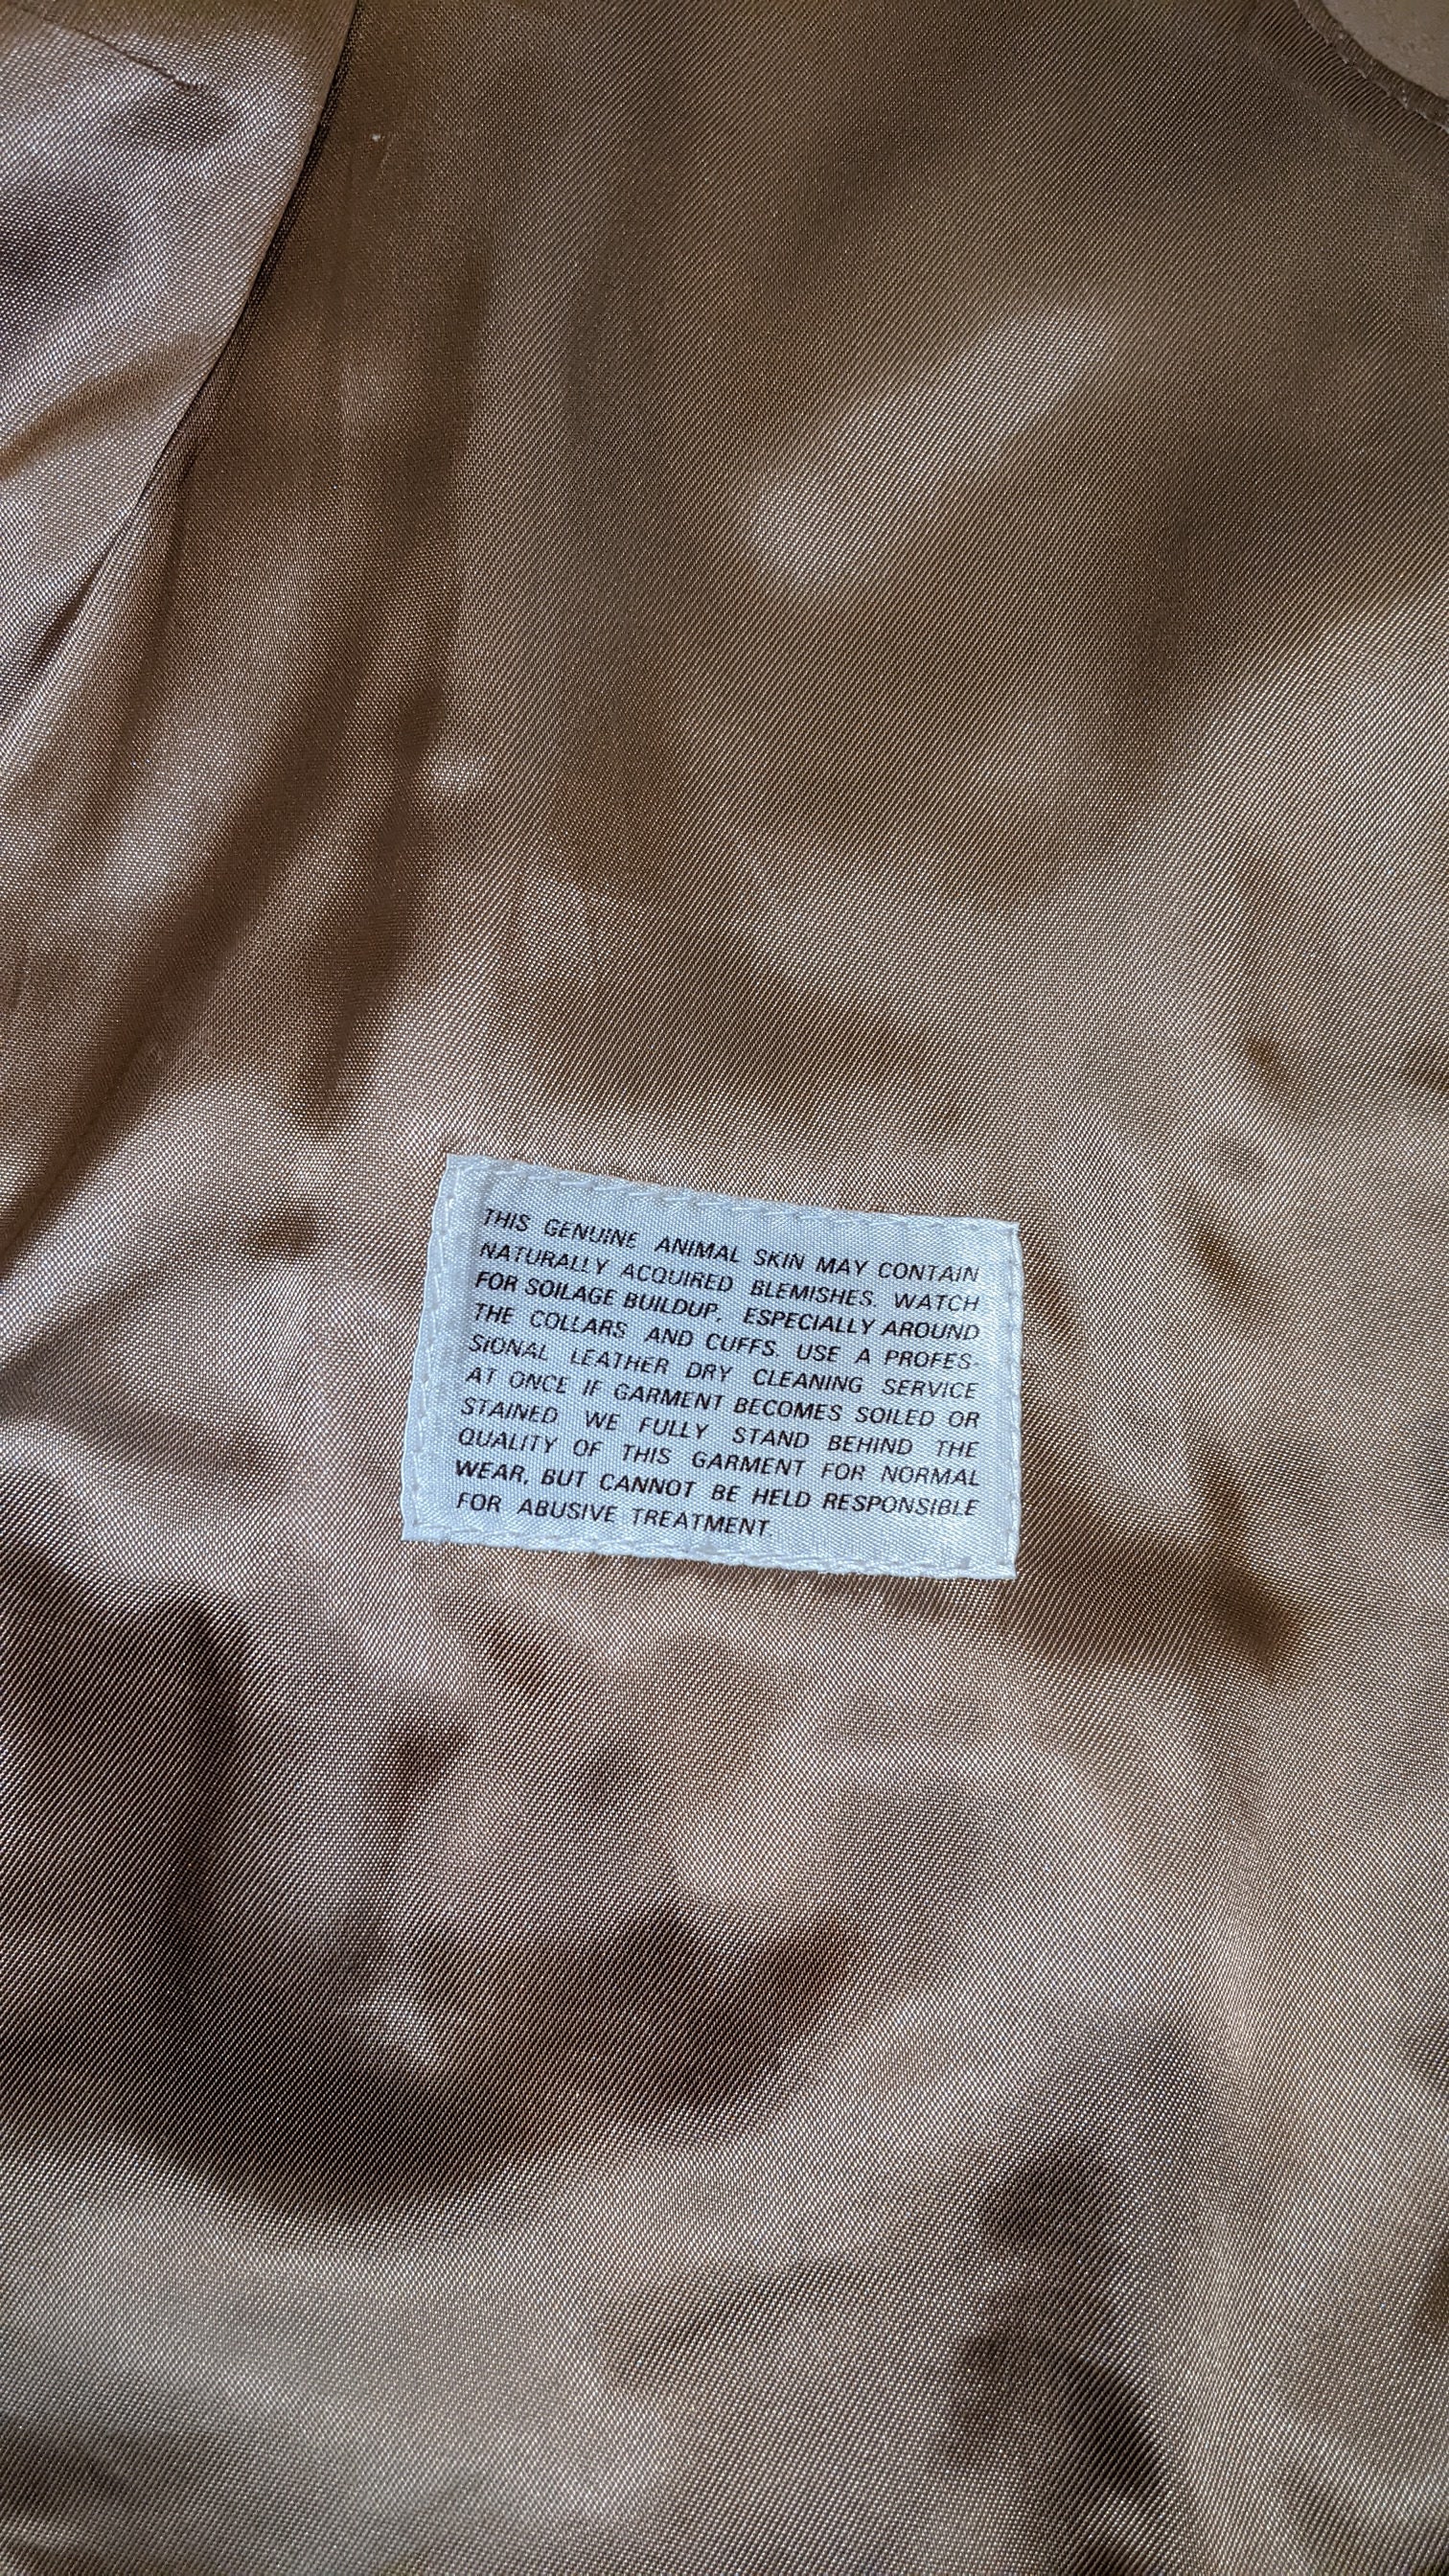 THIS GENUINE ANIMAL SKIN MAY CONTAIN
NATURALLY ACQUIRED BLEMISHES. WATCH
FOR SOILAGE BUILDUP, ESPECIALLY AROUND
THE COLLARS AND CUFFS. USE A PROFES-
SIONAL LEATHER DRY CLEANING SERVICE
AT ONCE IF GARMENT BECOMES SOILED OR
STAINED WE FULLY STAND BEHIND THE
QUALITY OF THIS GARMENT FOR NORMAL
WEAR, BUT CANNOT BE HELD RESPONSIBLE
FOR ABUSIVE TREATMENT.